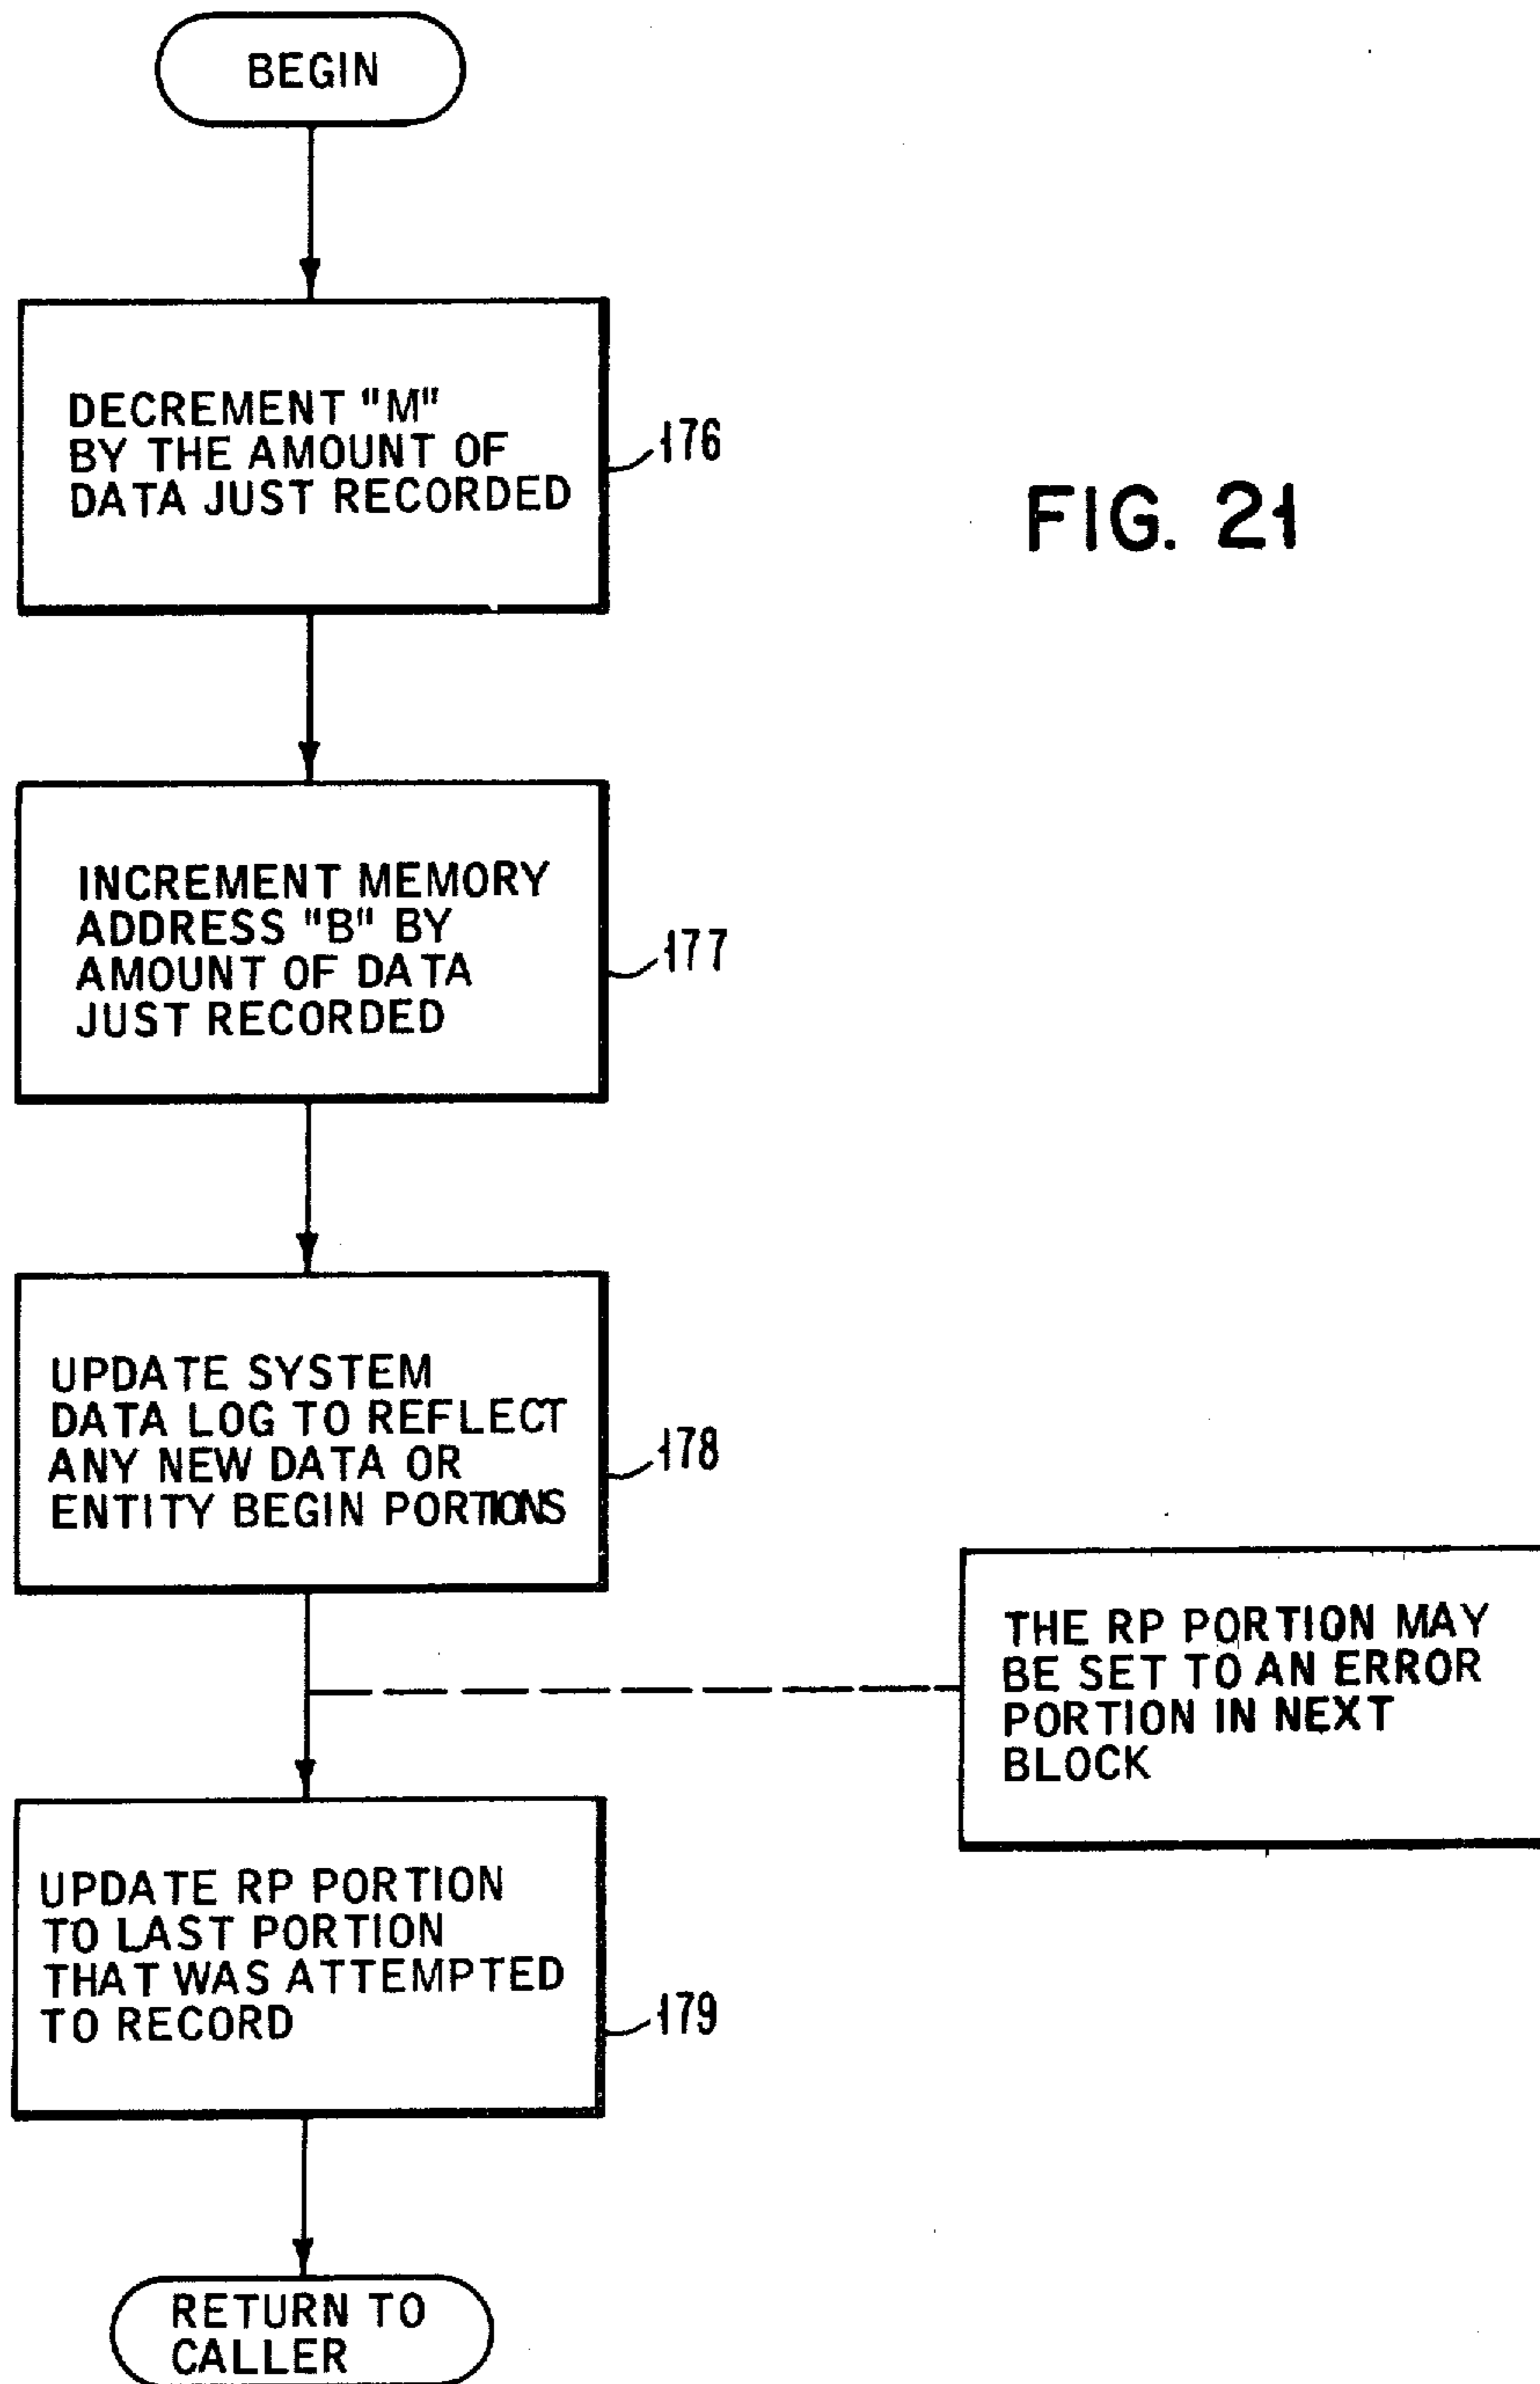 BEGIN
DECREMENT "M"
BY THE AMOUNT OF
DATA JUST RECORDED
176
FIG. 21
INCREMENT MEMORY
ADDRESS "B" BY
AMOUNT OF DATA
JUST RECORDED
177
UPDATE SYSTEM
DATA LOG TO REFLECT
ANY NEW DATA OR
ENTITY BEGIN PORTIONS
178
THE RP PORTION MAY
BE SET TO AN ERROR
PORTION IN NEXT
BLOCK
UPDATE RP PORTION
TO LAST PORTION
THAT WAS ATTEMPTED
TO RECORD
179
RETURN TO
CALLER